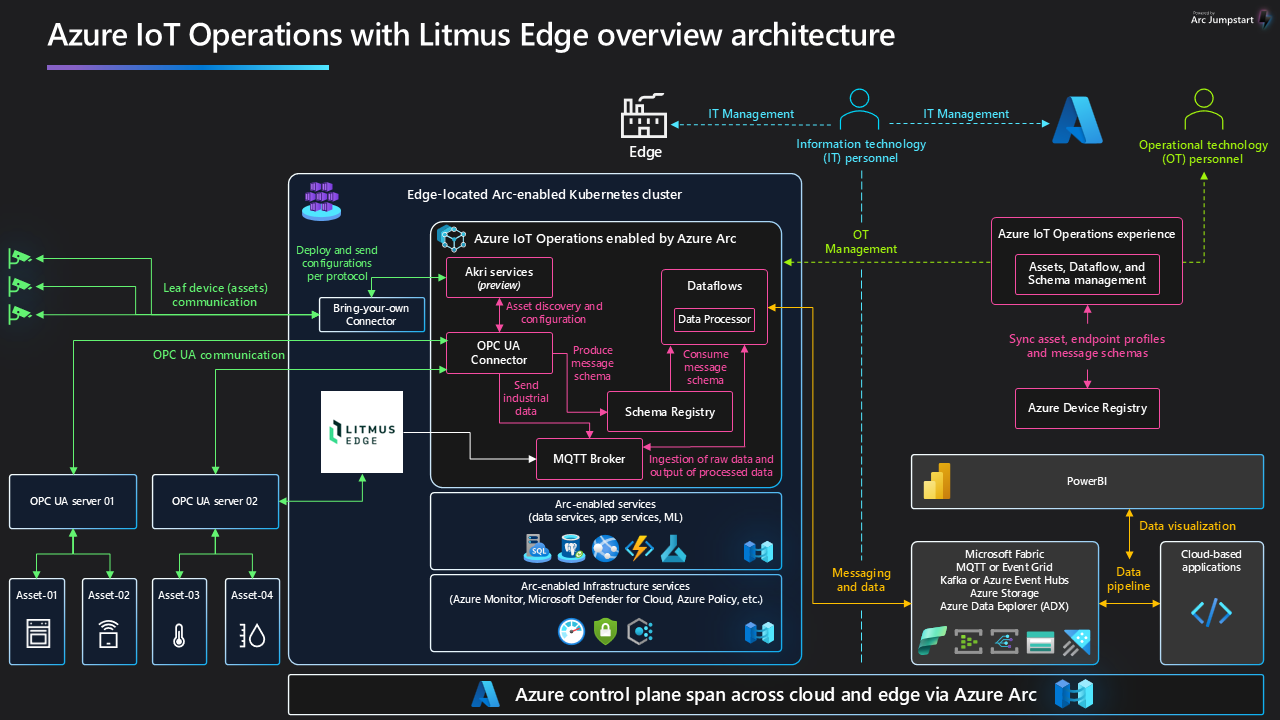 Powered by
Arc Jumpstart
Azure IoT Operations with Litmus Edge overview architecture
IT Management
IT Management
Edge
Information technology
(IT) personnel
Operational technology
(OT) personnel
Edge-located Arc-enabled Kubernetes cluster
Azure IoT Operations enabled by Azure Arc
OT
Management
Azure IoT Operations experience
Assets, Dataflow, and
Schema management
Deploy and send
configurations
per protocol
Akri services
(preview)
Dataflows
Data Processor
Leaf device (assets)
communication
Bring-your-own
Connector
Asset discovery and
configuration
OPC UA communication
OPC UA
Connector
Produce
message
schema
Consume
message
schema
Sync asset, endpoint profiles
and message schemas
Send
industrial
data
Schema Registry
Azure Device Registry
LITMUS
EDGE
MQTT Broker
Ingestion of raw data and
output of processed data
OPC UA server 01
OPC UA server 02
PowerBI
Arc-enabled services
(data services, app services, ML)
SQL
Data visualization
Microsoft Fabric
MQTT or Event Grid
Kafka or Azure Event Hubs
Azure Storage
Azure Data Explorer (ADX)
Data
pipeline
Cloud-based
applications
Messaging
and data
Arc-enabled Infrastructure services
(Azure Monitor, Microsoft Defender for Cloud, Azure Policy, etc.)
Asset-01
Asset-02
Asset-03
Asset-04
Azure control plane span across cloud and edge via Azure Arc